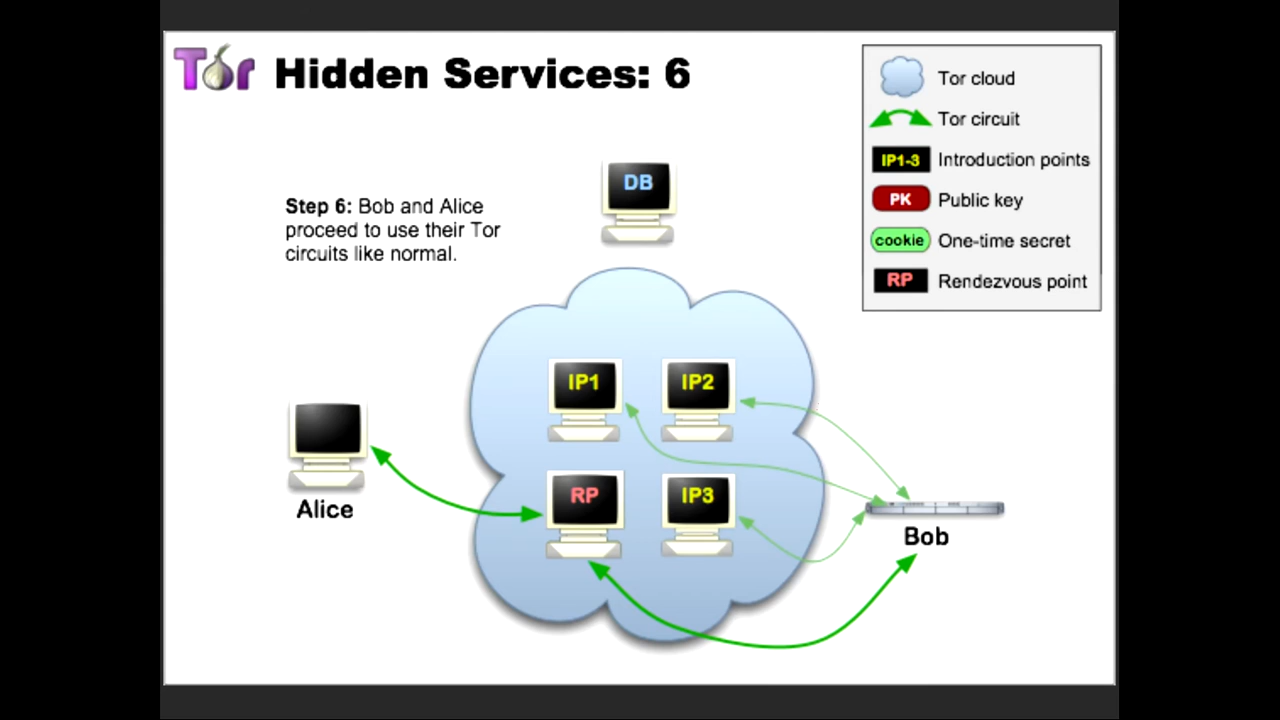 Tor Hidden Services: 6
Tor cloud
Tor circuit
IP1-3 Introduction points
PK Public key
cookie One-time secret
RP Rendezvous point
DB
Step 6: Bob and Alice
proceed to use their Tor
circuits like normal.
IP1 IP2
RP IP3
Alice
Bob